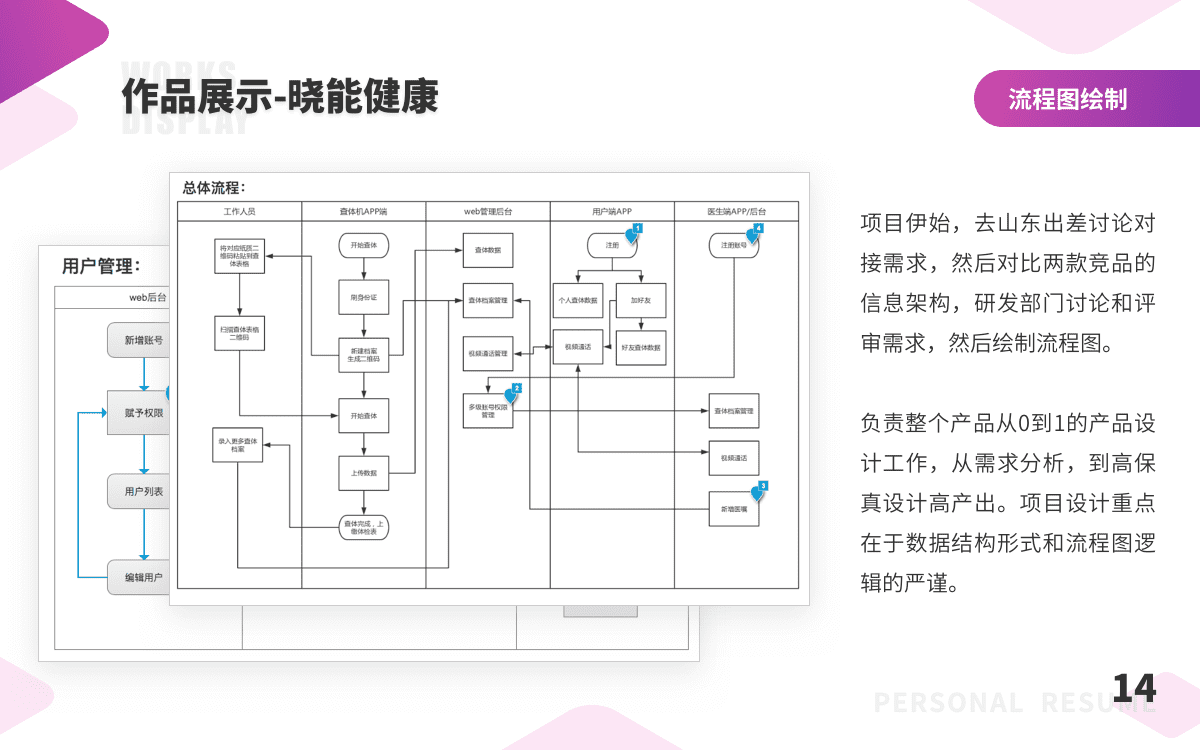 WORKS
DISPLAY
作品展示-晓能健康
流程图绘制
用户管理：
web后台
新增账号
赋予权限
用户列表
编辑用户
总体流程：
工作人员
查体机APP端
web管理后台
用户端APP
医生端APP/后台
将对应纸质二
维码粘贴到查
体表格
扫描查体表格
二维码
录入更多查体
档案
开始查体
刷身份证
新建档案
生成二维码
开始查体
上传数据
查体完成，上
缴体检表
查体数据
查体档案管理
视频通话管理
多级账号权限
管理
2
注册
1
个人查体数据
加好友
视频通话
好友查体数据
注册账号
4
查体档案管理
视频通话
新增医嘱
3
项目伊始，去山东出差讨论对
接需求，然后对比两款竞品的
信息架构，研发部门讨论和评
审需求，然后绘制流程图。
负责整个产品从0到1的产品设
计工作，从需求分析，到高保
真设计高产出。项目设计重点
在于数据结构形式和流程图逻
辑的严谨。
PERSONAL RESUME
14